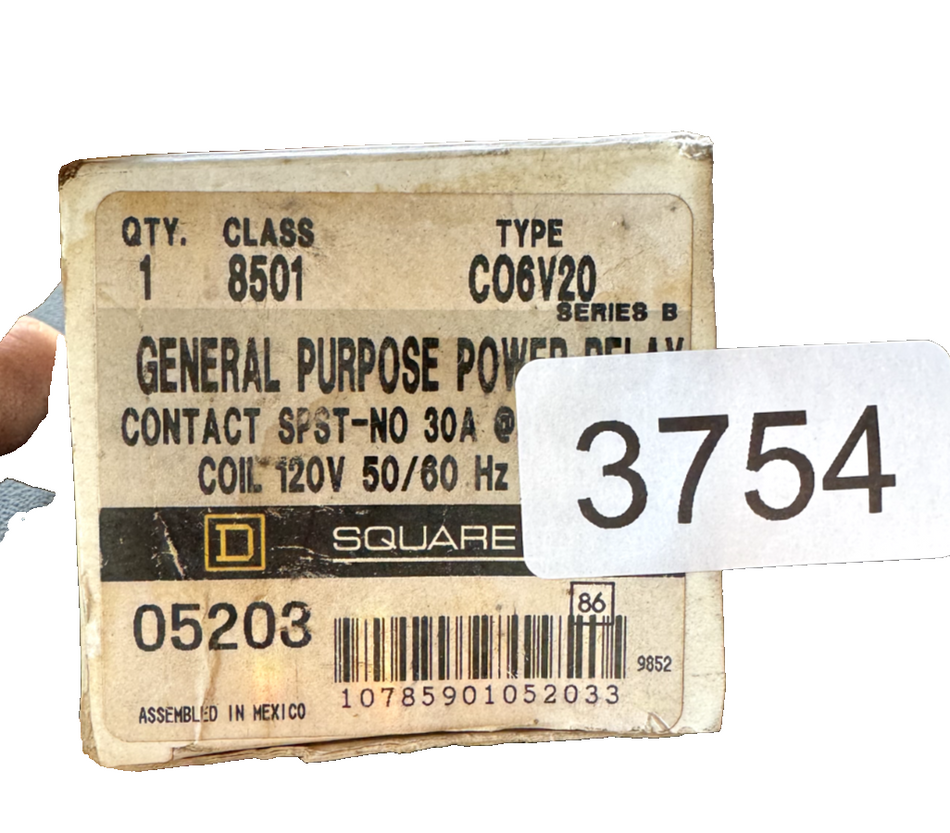 QTY. CLASS TYPE
1 8501 CO6V20
SERIES B
GENERAL PURPOSE POWER RELAY
CONTACT SPST-NO 30A @
COIL 120V 50/60 Hz
3754
D SQUARE
86
05203
9852
10785901052033
ASSEMBLED IN MEXICO